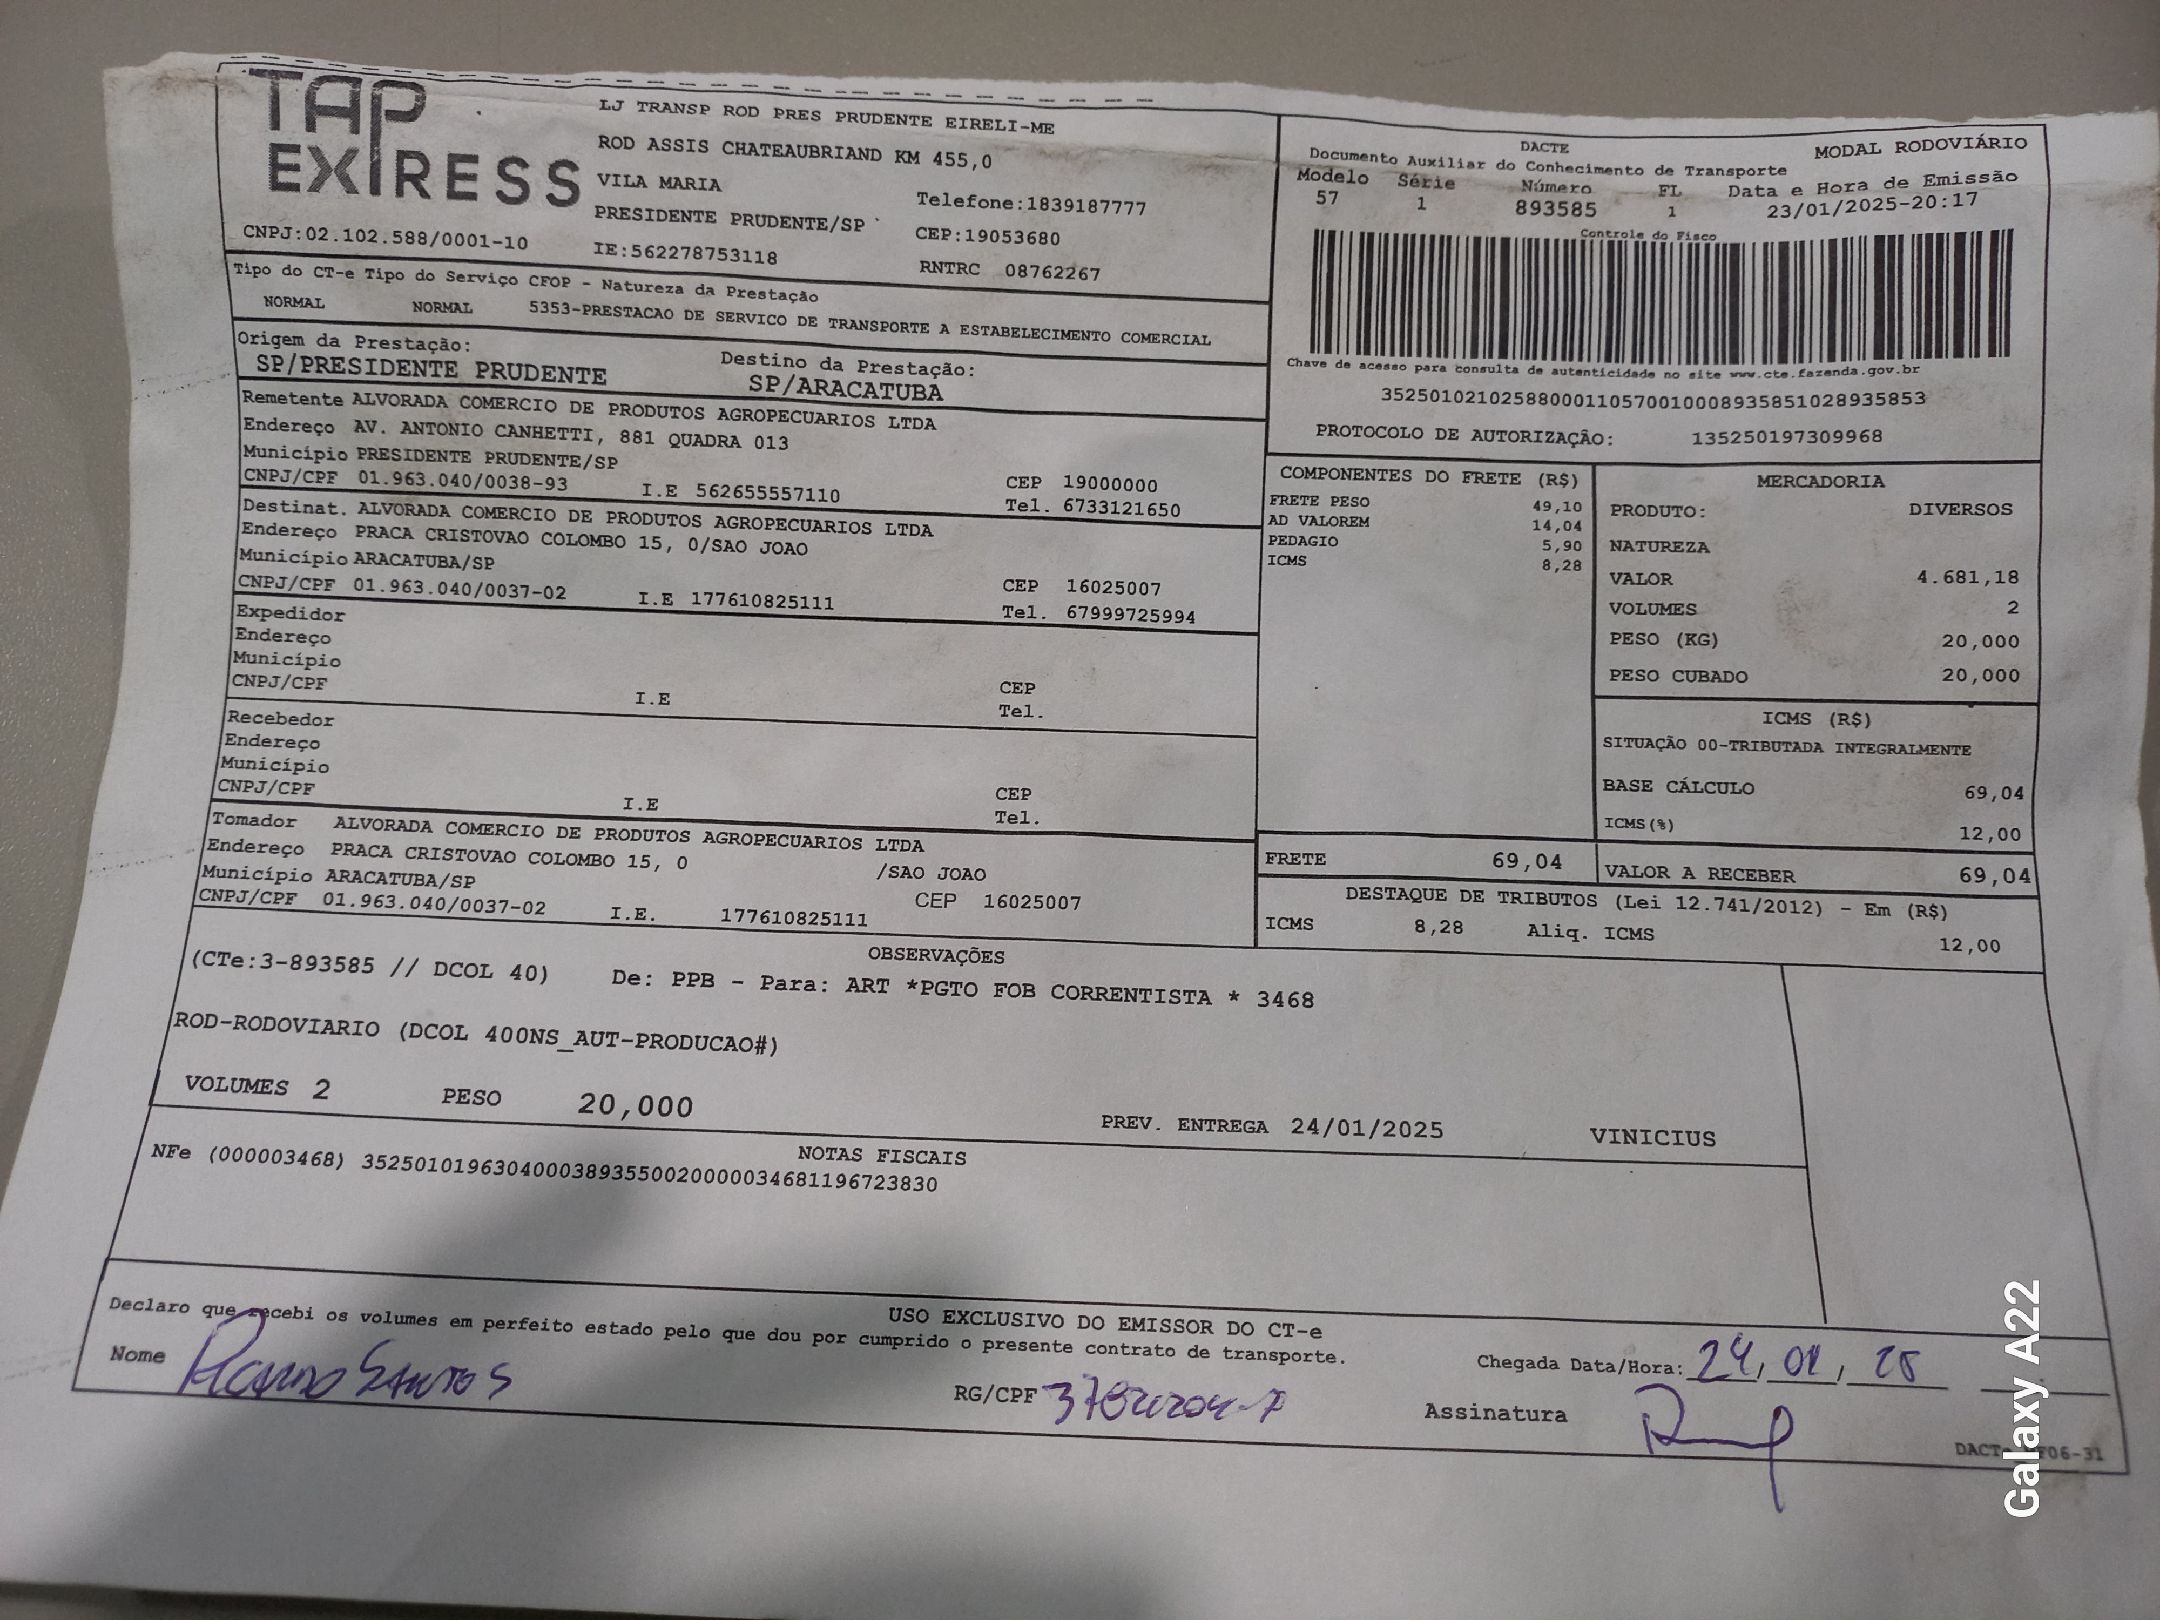 TAP
EXPRESS
LJ TRANSP ROD PRES PRUDENTE EIRELI-ME
ROD ASSIS CHATEAUBRIAND KM 455,0
VILA MARIA
Telefone:1839187777
PRESIDENTE PRUDENTE/SP
CEP:19053680
CNPJ:02.102.588/0001-10
IE:562278753118
RNTRC 08762267
DACTE
MODAL RODOVIÁRIO
Documento Auxiliar do Conhecimento de Transporte
Modelo Série Número FL Data e Hora de Emissão
57 1 893585 1 23/01/2025-20:17
Controle do Fisco
Chave de acesso para consulta de autenticidade no site www.cte.fazenda.gov.br
35250102102588000110570010008935851028935853
PROTOCOLO DE AUTORIZAÇÃO: 135250197309968
Tipo do CT-e Tipo do Serviço CFOP - Natureza da Prestação
NORMAL NORMAL 5353-PRESTACAO DE SERVICO DE TRANSPORTE A ESTABELECIMENTO COMERCIAL
Origem da Prestação:
SP/PRESIDENTE PRUDENTE
Destino da Prestação:
SP/ARACATUBA
Remetente ALVORADA COMERCIO DE PRODUTOS AGROPECUARIOS LTDA
Endereço AV. ANTONIO CANHETTI, 881 QUADRA 013
Município PRESIDENTE PRUDENTE/SP CEP 19000000
CNPJ/CPF 01.963.040/0038-93 I.E 562655557110 Tel. 6733121650
Destinat. ALVORADA COMERCIO DE PRODUTOS AGROPECUARIOS LTDA
Endereço PRACA CRISTOVAO COLOMBO 15, 0/SAO JOAO
Município ARACATUBA/SP CEP 16025007
CNPJ/CPF 01.963.040/0037-02 I.E 177610825111 Tel. 67999725994
Expedidor
Endereço
Município CEP
CNPJ/CPF I.E Tel.
Recebedor
Endereço
Município CEP
CNPJ/CPF I.E Tel.
Tomador ALVORADA COMERCIO DE PRODUTOS AGROPECUARIOS LTDA
Endereço PRACA CRISTOVAO COLOMBO 15, 0 /SAO JOAO
Município ARACATUBA/SP CEP 16025007
CNPJ/CPF 01.963.040/0037-02 I.E. 177610825111
COMPONENTES DO FRETE (R$)
FRETE PESO 49,10
AD VALOREM 14,04
PEDAGIO 5,90
ICMS 8,28
MERCADORIA
PRODUTO: DIVERSOS
NATUREZA
VALOR 4.681,18
VOLUMES 2
PESO (KG) 20,000
PESO CUBADO 20,000
ICMS (R$)
SITUAÇÃO 00-TRIBUTADA INTEGRALMENTE
BASE CÁLCULO 69,04
ICMS(%) 12,00
FRETE 69,04
VALOR A RECEBER 69,04
DESTAQUE DE TRIBUTOS (Lei 12.741/2012) - Em (R$)
ICMS 8,28 Aliq. ICMS 12,00
OBSERVAÇÕES
(CTe:3-893585 // DCOL 40) De: PPB - Para: ART *PGTO FOB CORRENTISTA * 3468
ROD-RODOVIARIO (DCOL 400NS_AUT-PRODUCAO#)
VOLUMES 2 PESO 20,000 PREV. ENTREGA 24/01/2025 VINICIUS
NOTAS FISCAIS
NFe (000003468) 35250101963040003893550020000034681196723830
USO EXCLUSIVO DO EMISSOR DO CT-e
Declaro que recebi os volumes em perfeito estado pelo que dou por cumprido o presente contrato de transporte.
Nome Ricardo Santos RG/CPF
Chegada Data/Hora: 24, 01, 25
Assinatura
Galaxy A22